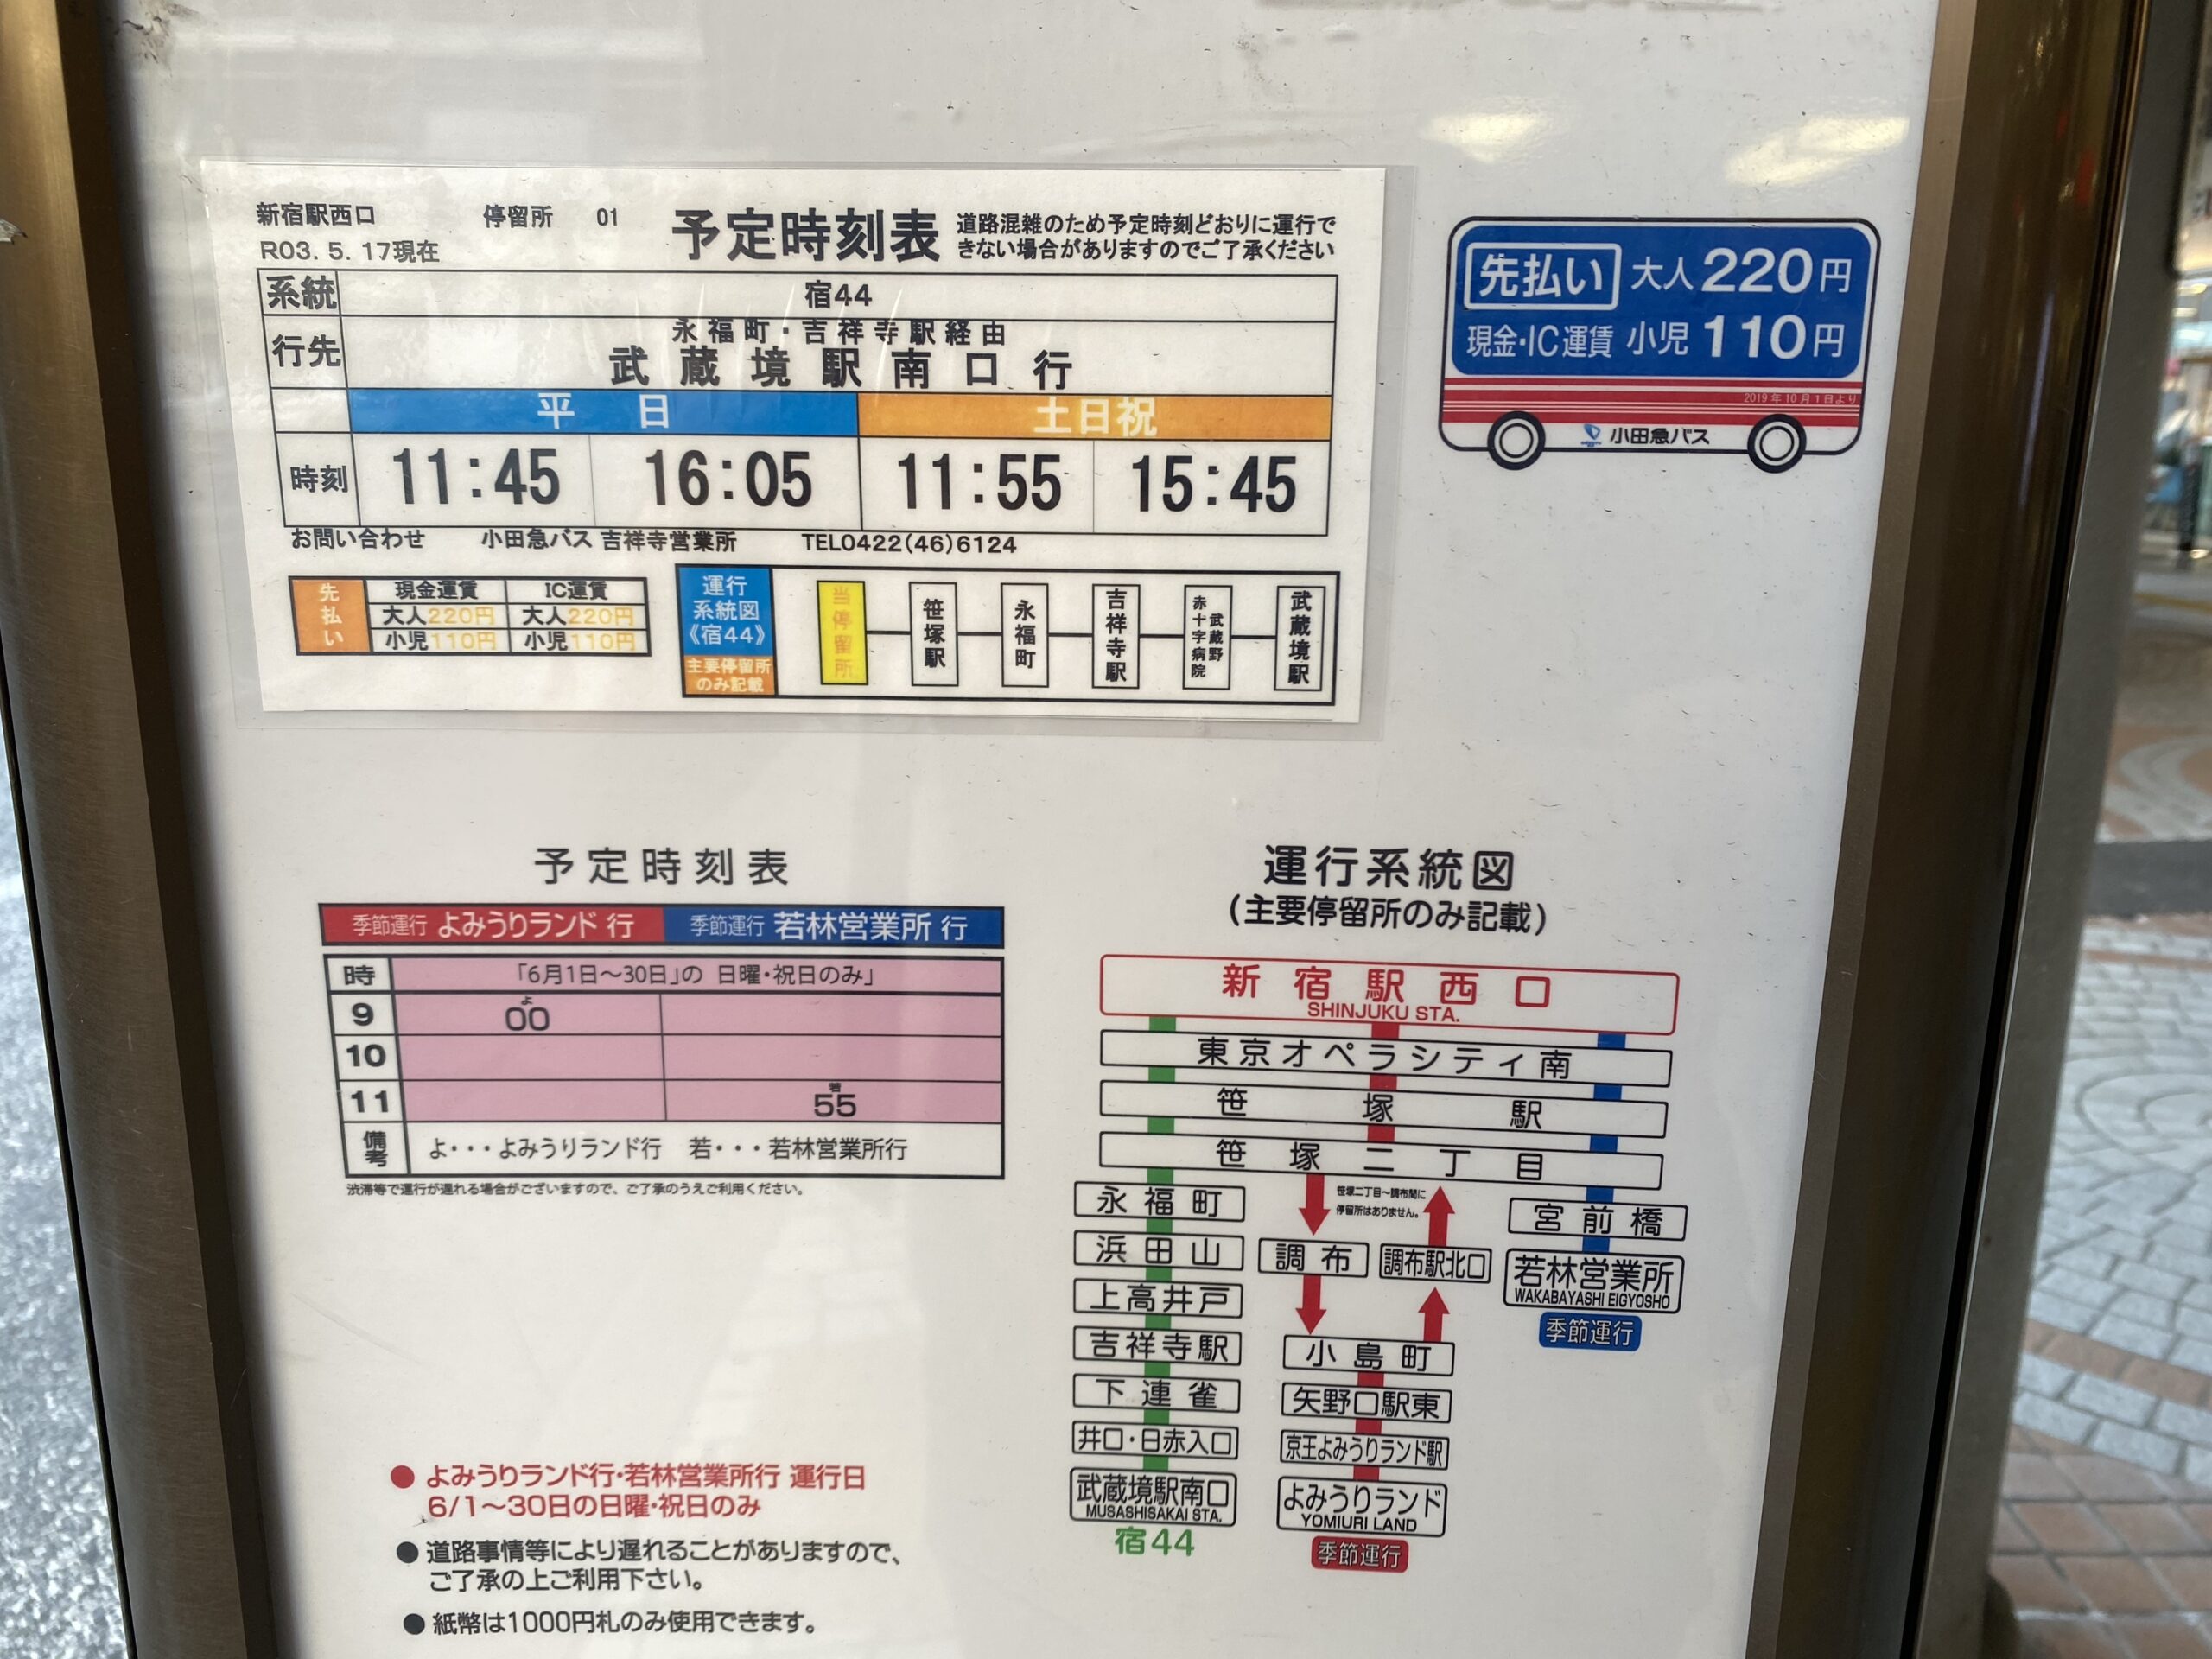 新宿駅西口 停留所 01
R03. 5. 17現在
予定時刻表
道路混雑のため予定時刻どおりに運行で
きない場合がありますのでご了承ください
系統 宿44
行先 永福町・吉祥寺駅経由
武蔵境駅南口行
平日 土日祝
時刻 11:45 16:05 11:55 15:45
お問い合わせ 小田急バス 吉祥寺営業所 TEL0422(46)6124
先払い
現金運賃 IC運賃
大人220円 大人220円
小児110円 小児110円
運行
系統図
《宿44》
主要停留所
のみ記載
当停留所
笹塚駅
永福町
吉祥寺駅
武蔵野
赤十字病院
武蔵境駅
先払い 大人220円
現金・IC運賃 小児110円
2019年10月1日より
小田急バス
予定時刻表
季節運行 よみうりランド 行 季節運行 若林営業所 行
時 「6月1日〜30日」の 日曜・祝日のみ」
よ
9 00
10
若
11 55
備考 よ・・・よみうりランド行 若・・・若林営業所行
渋滞等で運行が遅れる場合がございますので、ご了承のうえご利用ください。
● よみうりランド行・若林営業所行 運行日
6/1〜30日の日曜・祝日のみ
● 道路事情等により遅れることがありますので、
ご了承の上ご利用下さい。
● 紙幣は1000円札のみ使用できます。
運行系統図
(主要停留所のみ記載)
新宿駅西口
SHINJUKU STA.
東京オペラシティ南
笹塚駅
笹塚二丁目
永福町
浜田山
上高井戸
吉祥寺駅
下連雀
井口・日赤入口
武蔵境駅南口
MUSASHISAKAI STA.
宿44
笹塚二丁目〜調布間に
停留所はありません。
調布
調布駅北口
小島町
矢野口駅東
京王よみうりランド駅
よみうりランド
YOMIURI LAND
季節運行
宮前橋
若林営業所
WAKABAYASHI EIGYOSHO
季節運行